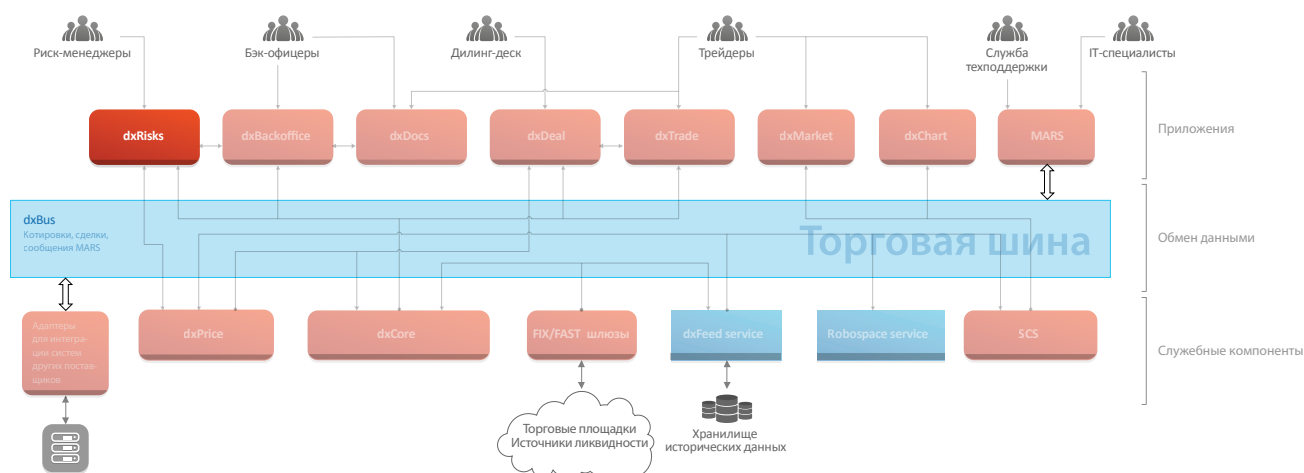 Риск-менеджеры
Бэк-офицеры
Дилинг-деск
Трейдеры
Служба
техподдержки
IT-специалисты
dxRisks
dxBackoffice
dxDocs
dxDeal
dxTrade
dxMarket
dxChart
MARS
Приложения
dxBus
Котировки, сделки,
сообщения MARS
Торговая шина
Обмен данными
Адаптеры
для интегра-
ции систеи
других постав-
щиков
dxPrice
dxCore
FIX/FAST шлюзы
dxFeed service
Robospace service
SCS
Служебные компоненты
Торговые площадки
Источники ликвидности
Хранилище
исторических данных